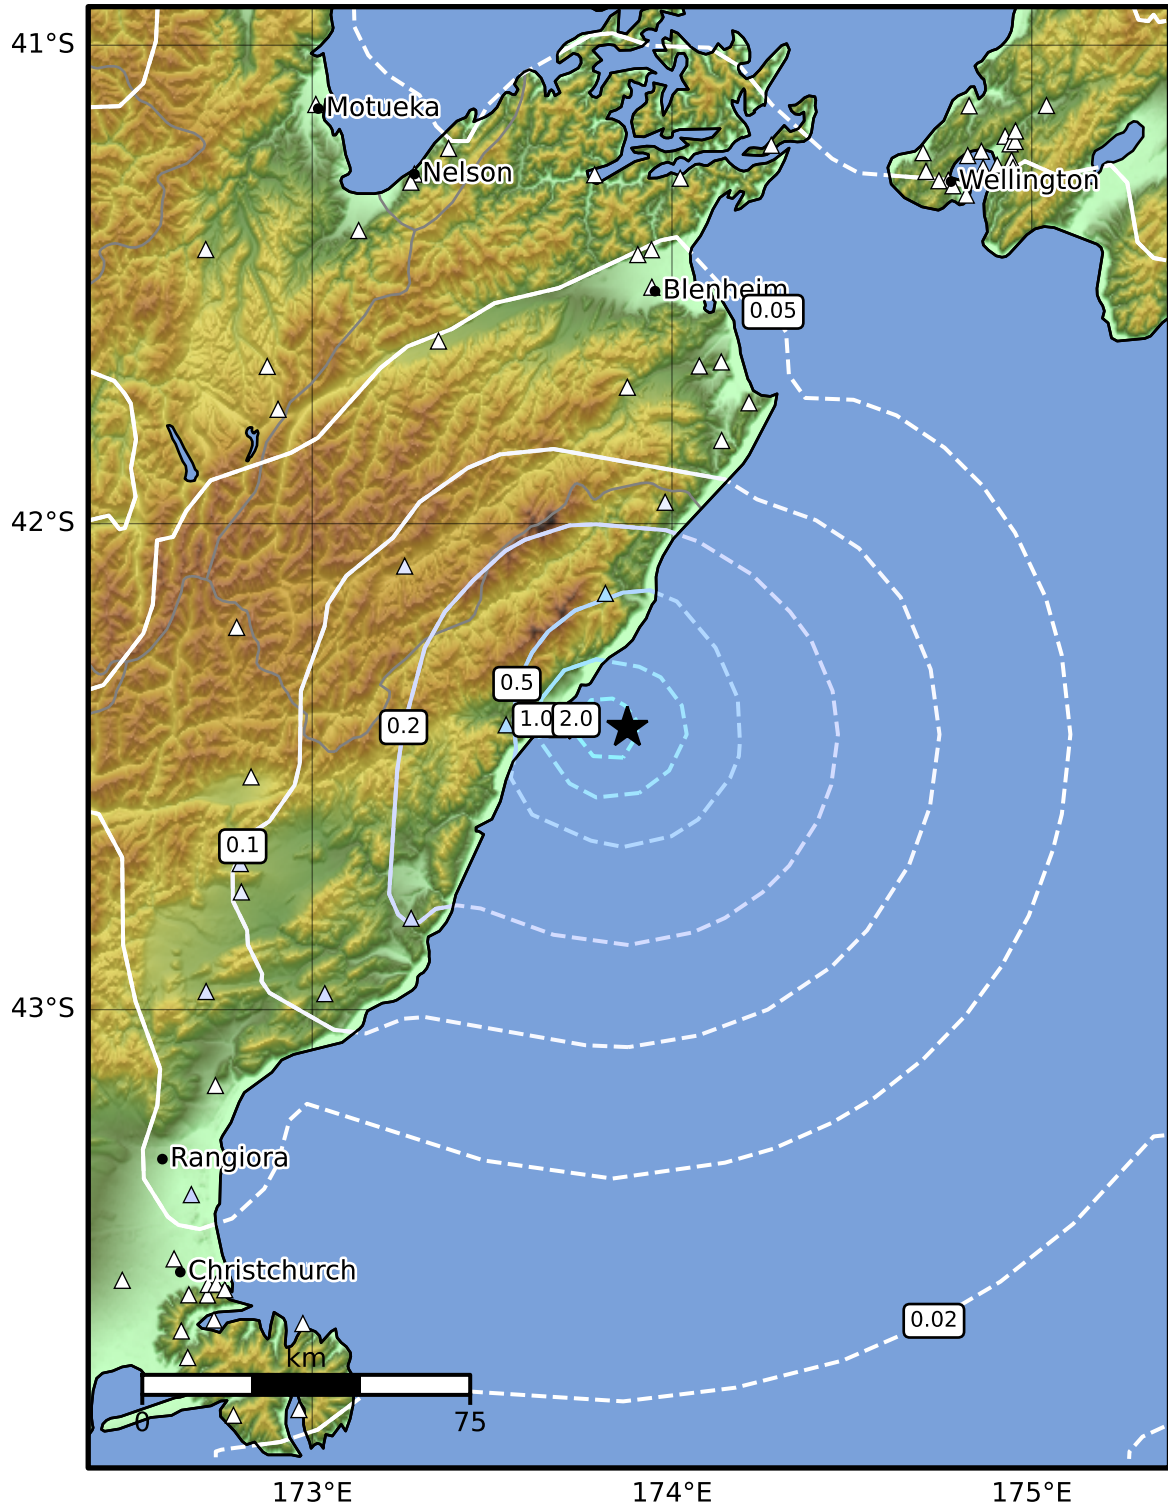 41°S
Motueka
Nelson
Wellington
Blenheim
0.05
42°S
0.5
1.0
2.0
0.2
0.1
43°S
Rangiora
Christchurch
0.02
km
0
75
173°E
174°E
175°E